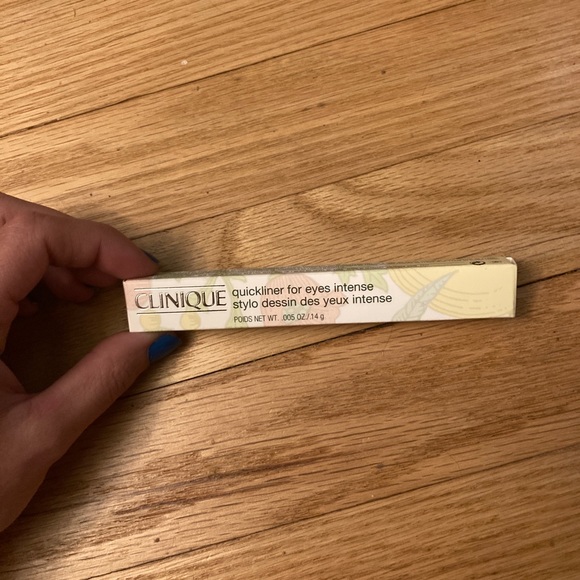 CLINIQUE
quickliner for eyes intense
stylo dessin des yeux intense
POIDS NET WT. .005 OZ./.14 g